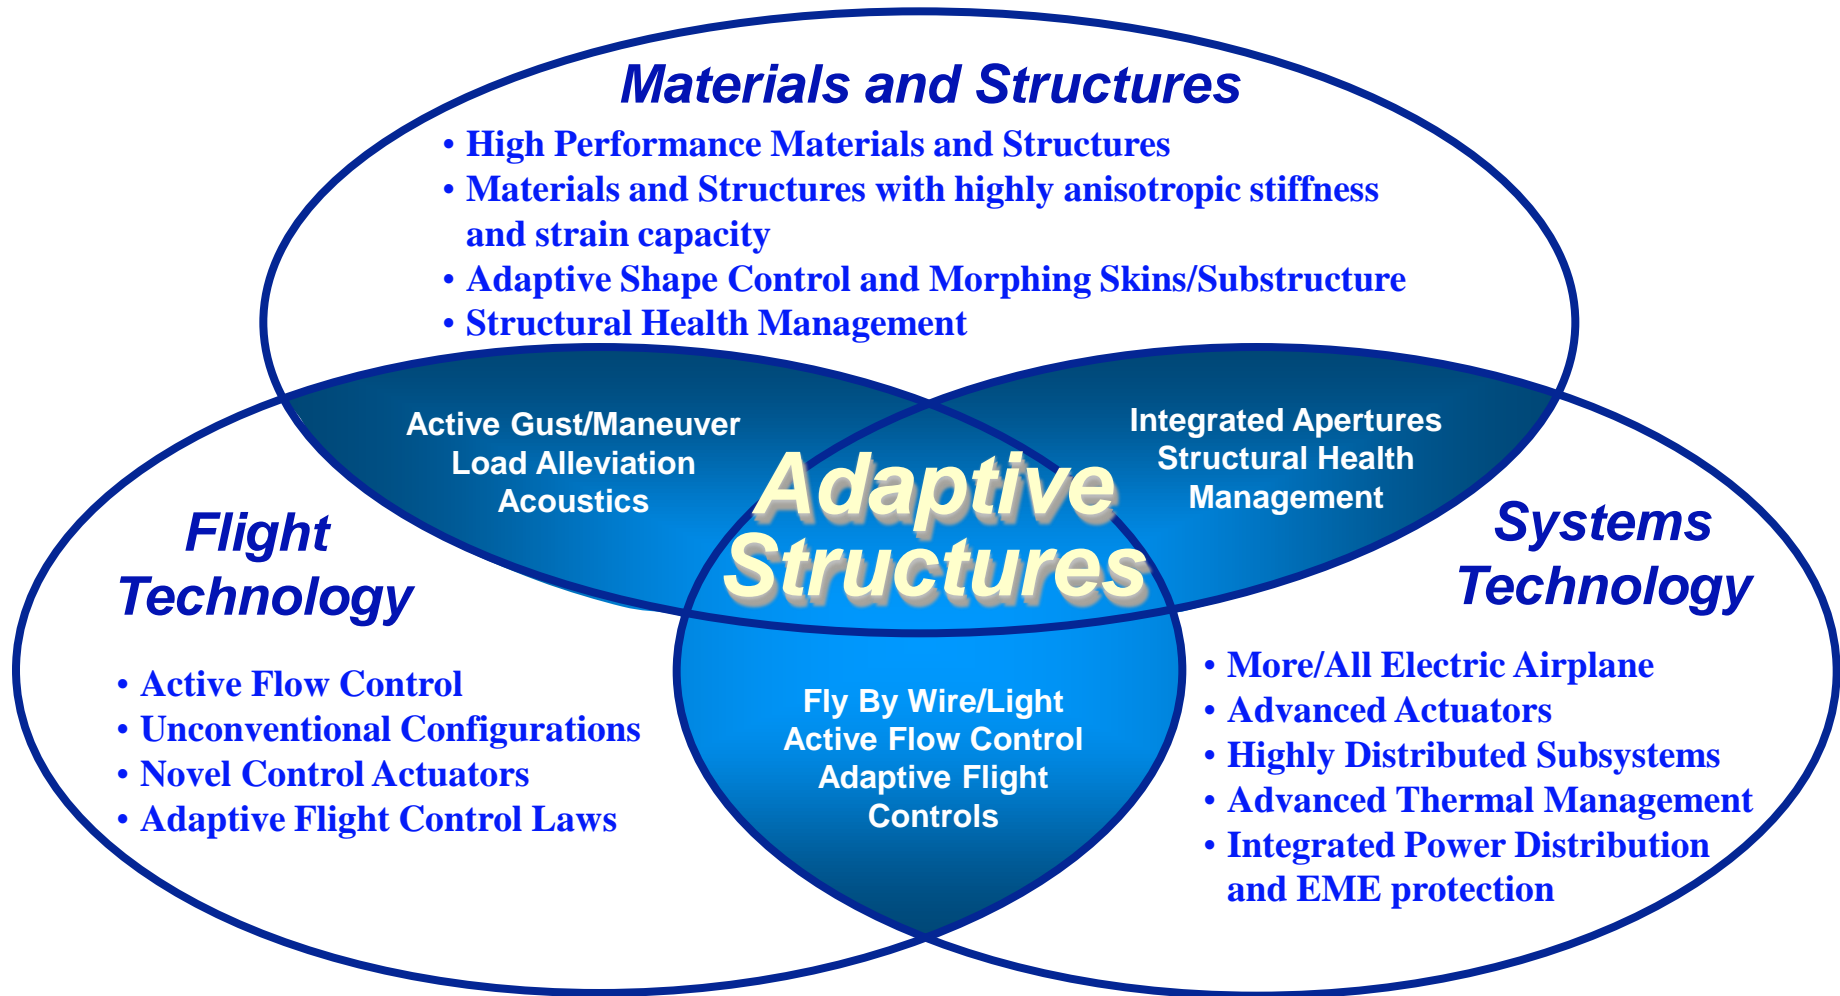 Materials and Structures
• High Performance Materials and Structures
• Materials and Structures with highly anisotropic stiffness
and strain capacity
• Adaptive Shape Control and Morphing Skins/Substructure
• Structural Health Management
Active Gust/Maneuver
Load Alleviation
Acoustics
Integrated Apertures
Structural Health
Management
Adaptive
Structures
Flight
Technology
• Active Flow Control
• Unconventional Configurations
• Novel Control Actuators
• Adaptive Flight Control Laws
Fly By Wire/Light
Active Flow Control
Adaptive Flight
Controls
Systems
Technology
• More/All Electric Airplane
• Advanced Actuators
• Highly Distributed Subsystems
• Advanced Thermal Management
• Integrated Power Distribution
and EME protection